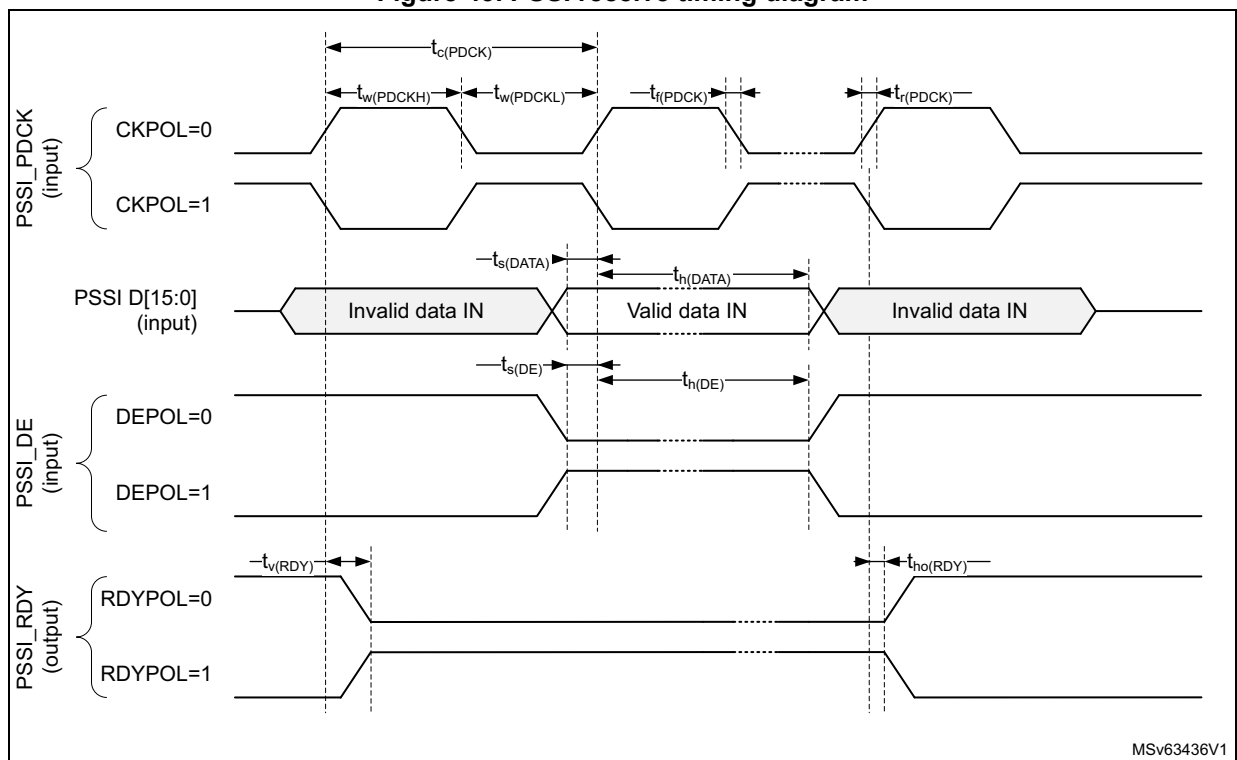 tc(PDCK)
tw(PDCKH) tw(PDCKL) tf(PDCK) tr(PDCK)
PSSI_PDCK
(input)
CKPOL=0
CKPOL=1
ts(DATA)
th(DATA)
PSSI D[15:0]
(input)
Invalid data IN Valid data IN Invalid data IN
ts(DE)
th(DE)
PSSI_DE
(input)
DEPOL=0
DEPOL=1
tv(RDY) tho(RDY)
PSSI_RDY
(output)
RDYPOL=0
RDYPOL=1
MSv63436V1